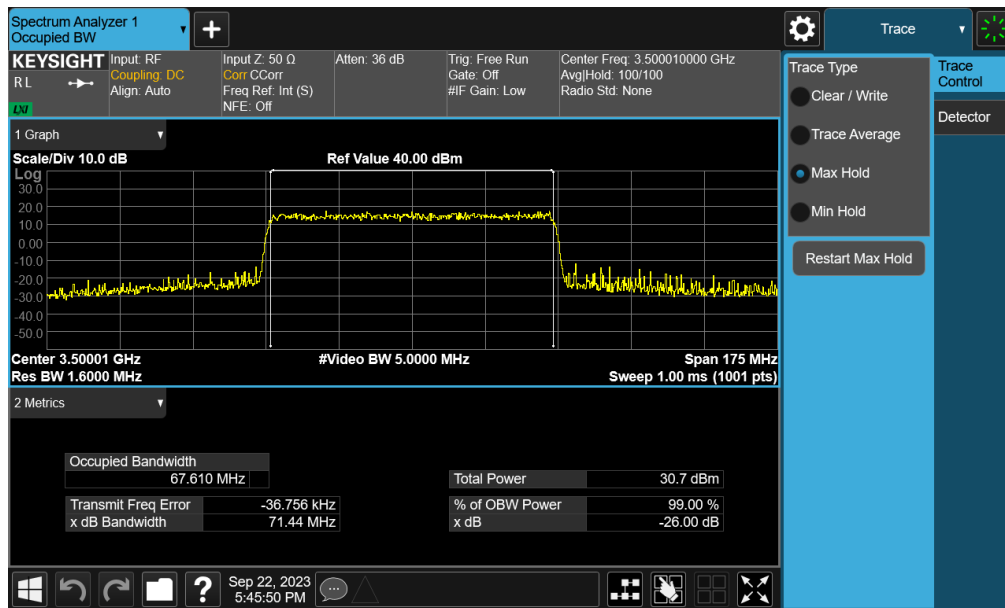 Spectrum Analyzer 1
Occupied BW
Trace
KEYSIGHT
R L
LXI
Input: RF
Coupling: DC
Align: Auto
Input Z: 50 Ω
Corr CCorr
Freq Ref: Int (S)
NFE: Off
Atten: 36 dB
Trig: Free Run
Gate: Off
#IF Gain: Low
Center Freq: 3.500010000 GHz
Avg|Hold: 100/100
Radio Std: None
Trace Type
Clear / Write
Trace Average
Max Hold
Min Hold
Restart Max Hold
Trace
Control
Detector
1 Graph
Scale/Div 10.0 dB
Ref Value 40.00 dBm
Log
30.0
20.0
10.0
0.00
-10.0
-20.0
-30.0
-40.0
-50.0
Center 3.50001 GHz
#Video BW 5.0000 MHz
Span 175 MHz
Res BW 1.6000 MHz
Sweep 1.00 ms (1001 pts)
2 Metrics
Occupied Bandwidth
67.610 MHz
Total Power 30.7 dBm
Transmit Freq Error -36.756 kHz
% of OBW Power 99.00 %
x dB Bandwidth 71.44 MHz
x dB -26.00 dB
?
Sep 22, 2023
5:45:50 PM